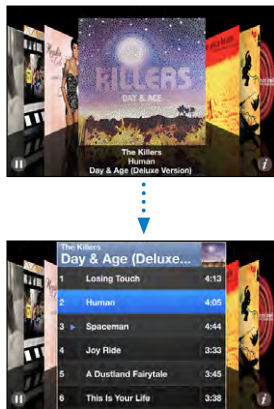 KILLERS
DAY & AGE
The Killers
Human
Day & Age (Deluxe Version)
i
The Killers
Day & Age (Deluxe...
1 Losing Touch 4:13
2 Human 4:05
3 Spaceman 4:44
4 Joy Ride 3:33
5 A Dustland Fairytale 3:45
6 This Is Your Life 3:38
i